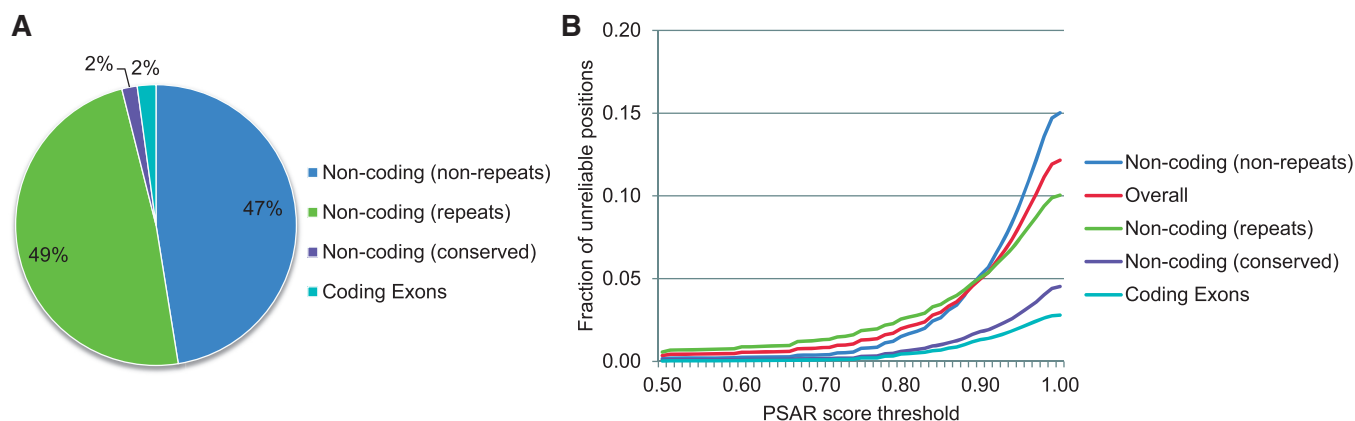 A
2%
2%
47%
49%
Non-coding (non-repeats)
Non-coding (repeats)
Non-coding (conserved)
Coding Exons
B
Fraction of unreliable positions
0.20
0.15
0.10
0.05
0.00
0.50 0.60 0.70 0.80 0.90 1.00
PSAR score threshold
Non-coding (non-repeats)
Overall
Non-coding (repeats)
Non-coding (conserved)
Coding Exons